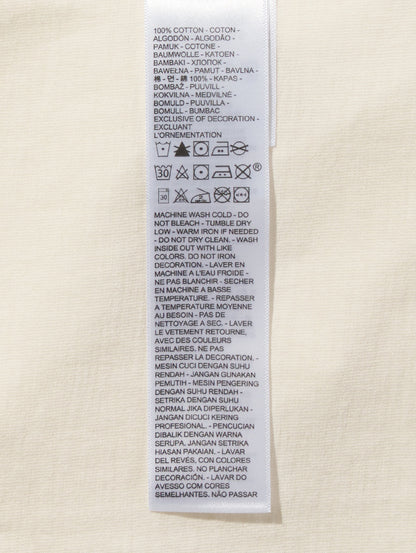 100% COTTON - COTON -
ALGODÓN - ALGODÃO -
PAMUK - COTONE -
BAUMWOLLE - KATOEN -
BAMBAKI - ХЛОПОК -
BAWEŁNA - PAMUT - BAVLNA -
棉 - 면 - 綿 100% - KAPAS -
BOMBAŽ - PUUVILL -
KOKVILNA - MEDVILNĖ -
BOMULD - PUUVILLA -
BOMULL - BUMBAC
EXCLUSIVE OF DECORATION -
EXCLUANT
L'ORNEMENTATION
30
®
30
MACHINE WASH COLD - DO
NOT BLEACH - TUMBLE DRY
LOW - WARM IRON IF NEEDED
- DO NOT DRY CLEAN. - WASH
INSIDE OUT WITH LIKE
COLORS. DO NOT IRON
DECORATION. - LAVER EN
MACHINE A L'EAU FROIDE -
NE PAS BLANCHIR - SECHER
EN MACHINE A BASSE
TEMPERATURE. - REPASSER
A TEMPERATURE MOYENNE
AU BESOIN - PAS DE
NETTOYAGE A SEC. - LAVER
LE VETEMENT RETOURNE,
AVEC DES COULEURS
SIMILAIRES. NE PAS
REPASSER LA DECORATION. -
MESIN CUCI DENGAN SUHU
RENDAH - JANGAN GUNAKAN
PEMUTIH - MESIN PENGERING
DENGAN SUHU RENDAH -
SETRIKA DENGAN SUHU
NORMAL JIKA DIPERLUKAN -
JANGAN DICUCI KERING
PROFESIONAL. - PENCUCIAN
DIBALIK DENGAN WARNA
SERUPA, JANGAN SETRIKA
HIASAN PAKAIAN. - LAVAR
DEL REVÉS, CON COLORES
SIMILARES. NO PLANCHAR
DECORACIÓN. - LAVAR DO
AVESSO COM CORES
SEMELHANTES. NÃO PASSAR